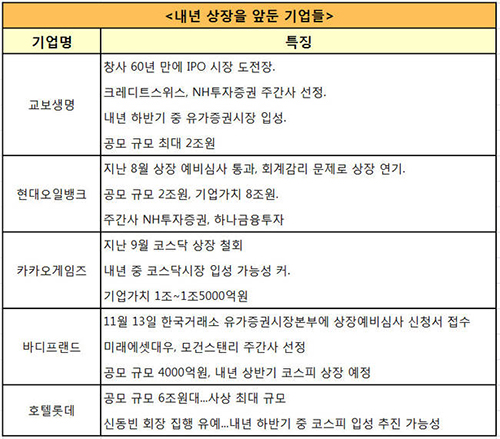 <내년 상장을 앞둔 기업들>
기업명 특징
교보생명
창사 60년 만에 IPO 시장 도전장.
크레디트스위스, NH투자증권 주간사 선정.
내년 하반기 중 유가증권시장 입성.
공모 규모 최대 2조원
현대오일뱅크
지난 8월 상장 예비심사 통과, 회계감리 문제로 상장 연기.
공모 규모 2조원, 기업가치 8조원.
주간사 NH투자증권, 하나금융투자
카카오게임즈
지난 9월 코스닥 상장 철회
내년 중 코스닥시장 입성 가능성 커.
기업가치 1조~1조5000억원
바디프랜드
11월 13일 한국거래소 유가증권시장본부에 상장예비심사 신청서 접수
미래에셋대우, 모건스탠리 주간사 선정
공모 규모 4000억원, 내년 상반기 코스피 상장 예정
호텔롯데
공모 규모 6조원대...사상 최대 규모
신동빈 회장 집행 유예...내년 하반기 중 코스피 입성 추진 가능성